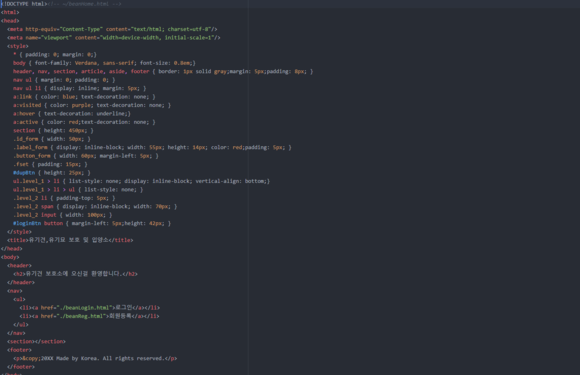 <!DOCTYPE html><!-- urbeanHome.html -->
<html>
<head>
<meta http-equiv="Content-Type" content="text/html; charset=utf-8"/>
<meta name="viewport" content="width=device-width, initial-scale=1"/>
<style>
* { padding: 0; margin: 0;}
body { font-family: Verdana, sans-serif; font-size: 0.8em;}
header, nav, section, article, aside, footer { border: 1px solid gray;margin: 5px;padding: 8px; }
nav ul { margin: 0; padding: 0; }
nav ul li { display: inline; margin: 5px; }
a:link { color: blue; text-decoration: none; }
a:visited { color: purple; text-decoration: none; }
a:hover { text-decoration: underline;}
a:active { color: red;text-decoration: none; }
section { height: 450px; }
.id_form { width: 50px; }
.label_form { display: inline-block; width: 55px; height: 14px; color: red;padding: 5px; }
.button_form { width: 60px; margin-left: 5px; }
.fset { padding: 15px; }
#dupBtn { height: 25px; }
ul.level_1 > li { list-style: none; display: inline-block; vertical-align: bottom;}
ul.level_1 > li > ul { list-style: none; }
.level_2 li { padding-top: 5px; }
.level_2 span { display: inline-block; width: 70px; }
.level_2 input { width: 100px; }
#loginBtn button { margin-left: 5px;height: 42px; }
</style>
<title>유기견,유기묘 보호 및 입양소</title>
</head>
<body>
<header>
<h2>유기견 보호소에 오신걸 환영합니다.</h2>
</header>
<nav>
<ul>
<li><a href="./beanLogin.html">로그인</a></li>
<li><a href="./beanReg.html">회원등록</a></li>
</ul>
</nav>
<section></section>
<footer>
<p>&copy;20XX Made by Korea. All rights reserved.</p>
</footer>